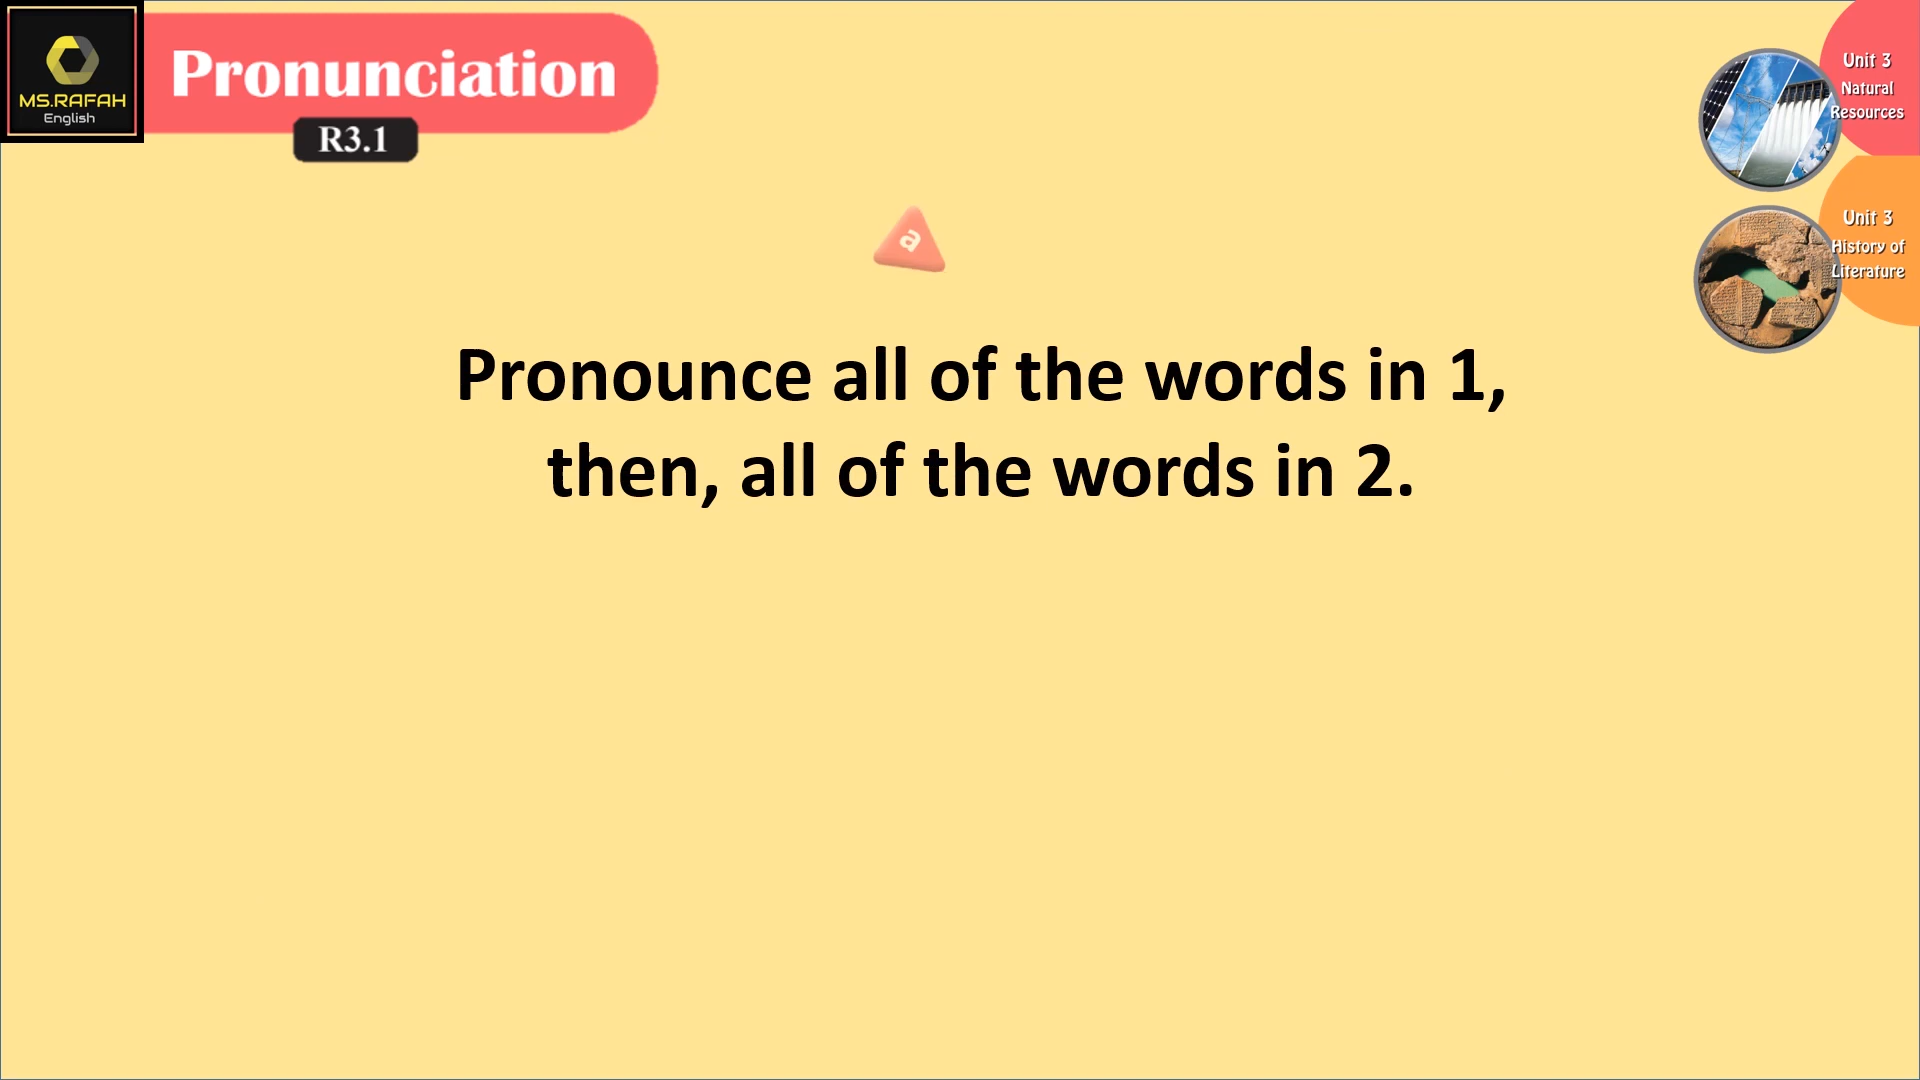 MS.RAFAH
English
Pronunciation
R3.1
Unit 3
Natural
Resources
Unit 3
History of
Literature
a
Pronounce all of the words in 1,
then, all of the words in 2.